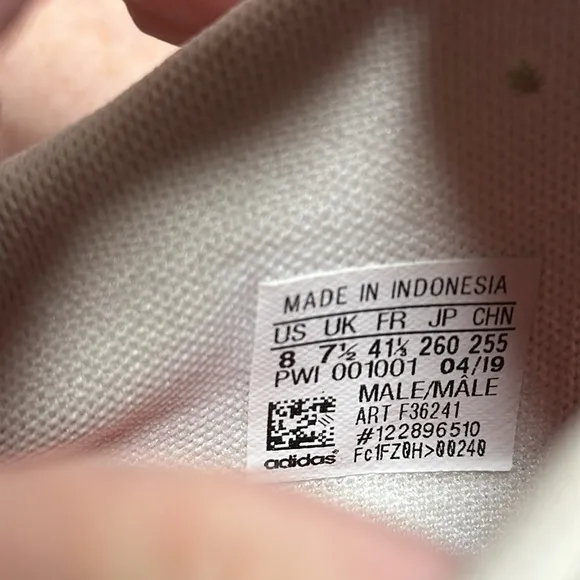 MADE IN INDONESIA
US UK FR JP CHN
8 7½ 41⅓ 260 255
PWI 001001 04/19
MALE/MÂLE
ART F36241
#122896510
adidas® Fc1FZ0H>00240